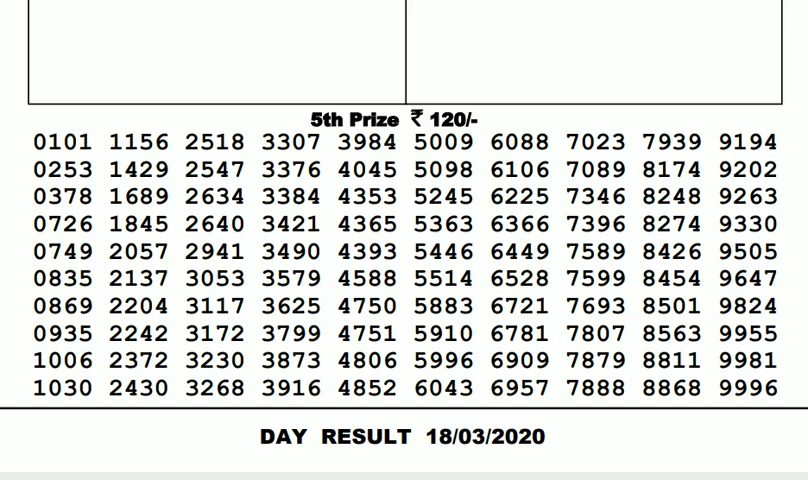 5th Prize ₹ 120/-
0101 1156 2518 3307 3984 5009 6088 7023 7939 9194
0253 1429 2547 3376 4045 5098 6106 7089 8174 9202
0378 1689 2634 3384 4353 5245 6225 7346 8248 9263
0726 1845 2640 3421 4365 5363 6366 7396 8274 9330
0749 2057 2941 3490 4393 5446 6449 7589 8426 9505
0835 2137 3053 3579 4588 5514 6528 7599 8454 9647
0869 2204 3117 3625 4750 5883 6721 7693 8501 9824
0935 2242 3172 3799 4751 5910 6781 7807 8563 9955
1006 2372 3230 3873 4806 5996 6909 7879 8811 9981
1030 2430 3268 3916 4852 6043 6957 7888 8868 9996
DAY RESULT 18/03/2020